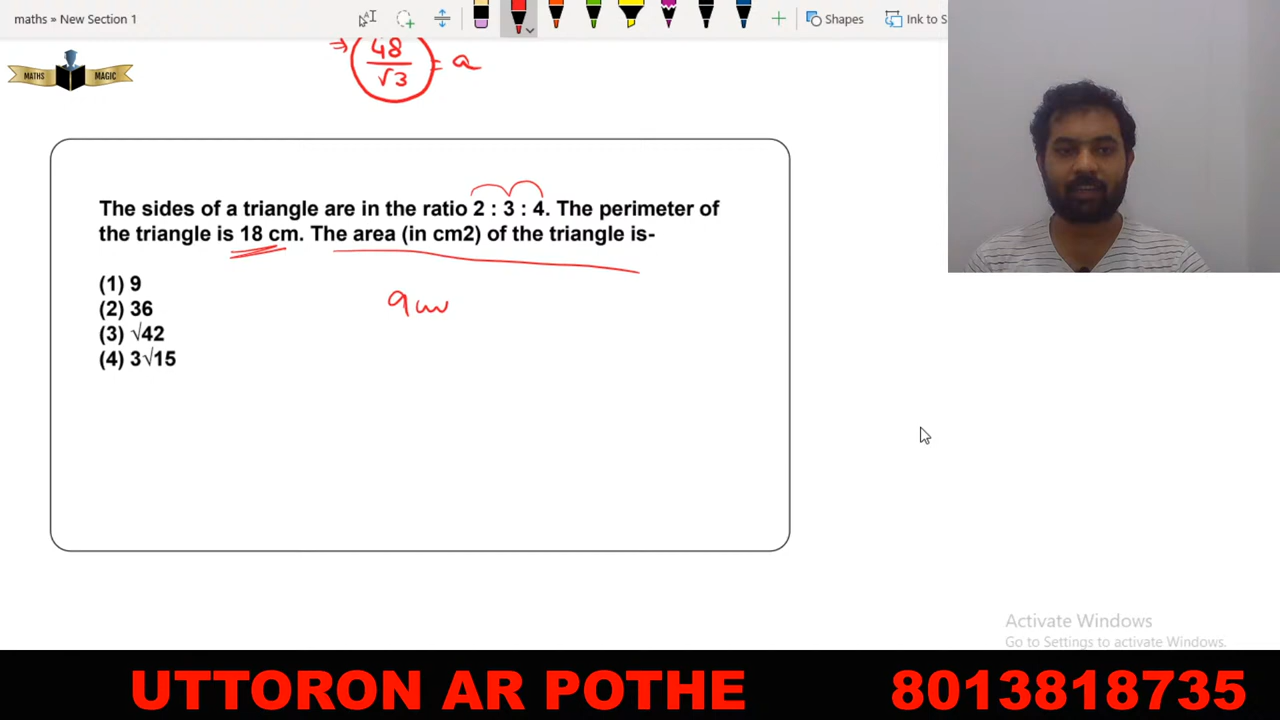 maths » New Section 1
Shapes
Ink to S
MATHS MAGIC
⇒ 48/√3 = a
The sides of a triangle are in the ratio 2 : 3 : 4. The perimeter of
the triangle is 18 cm. The area (in cm2) of the triangle is-
(1) 9
(2) 36
(3) √42
(4) 3√15
9
Activate Windows
Go to Settings to activate Windows.
UTTORON AR POTHE 8013818735